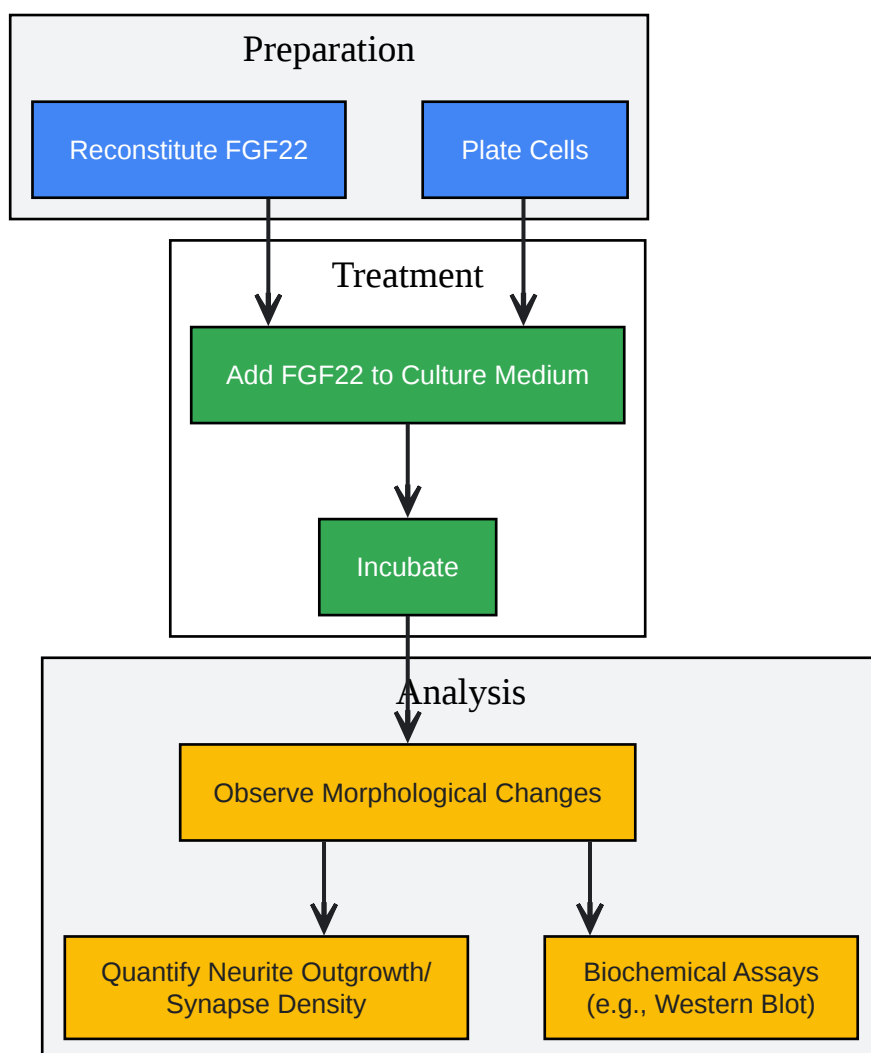 Preparation
Reconstitute FGF22
Plate Cells
Treatment
Add FGF22 to Culture Medium
Incubate
Analysis
Observe Morphological Changes
Quantify Neurite Outgrowth/
Synapse Density
Biochemical Assays
(e.g., Western Blot)